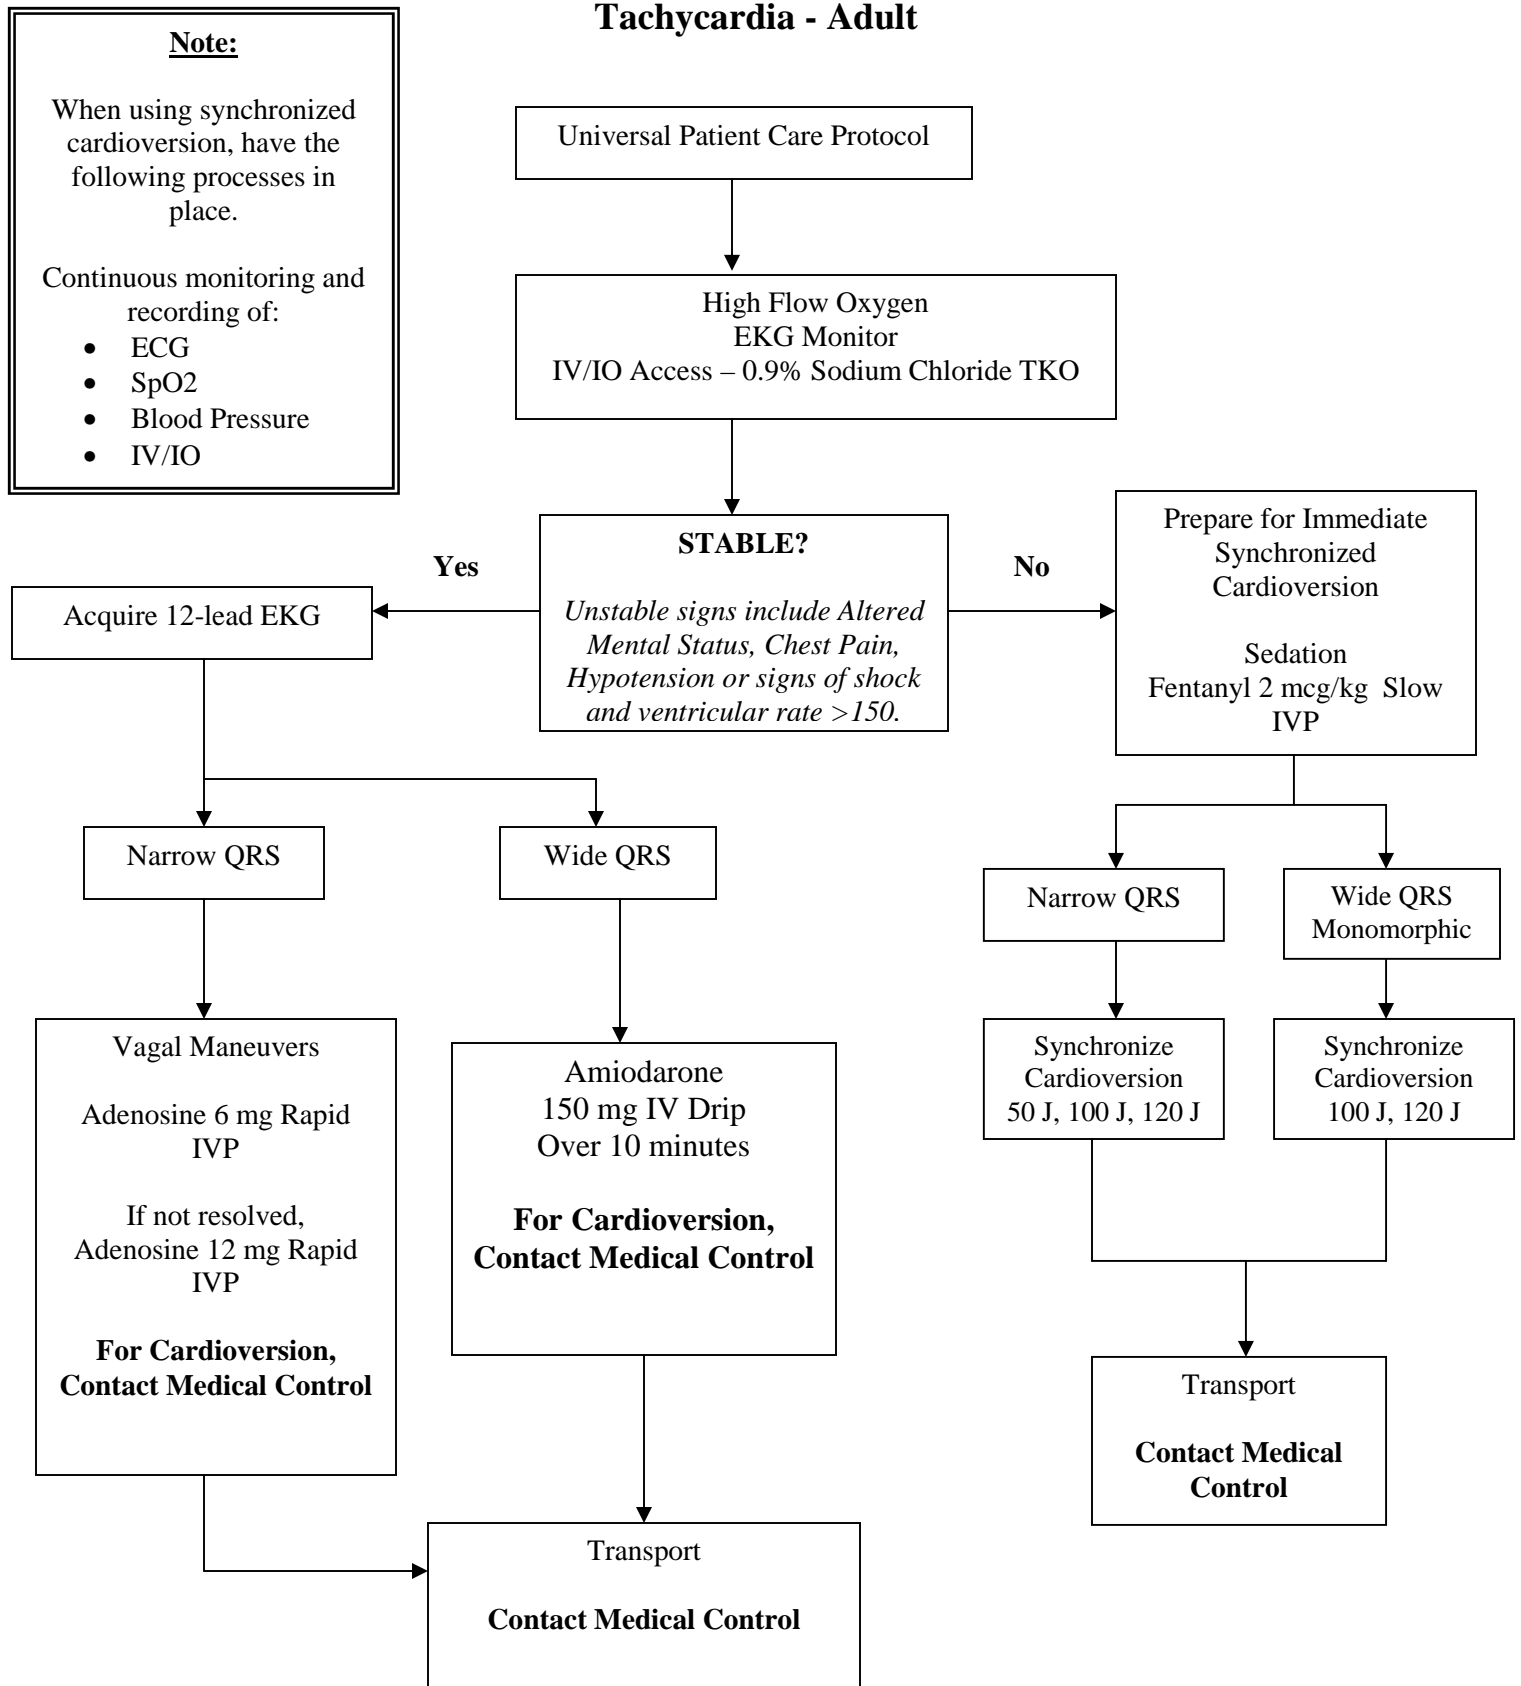 Tachycardia - Adult
Note:
When using synchronized
cardioversion, have the
following processes in
place.
Continuous monitoring and
recording of:
• ECG
• SpO2
• Blood Pressure
• IV/IO
Universal Patient Care Protocol
High Flow Oxygen
EKG Monitor
IV/IO Access – 0.9% Sodium Chloride TKO
STABLE?
Unstable signs include Altered
Mental Status, Chest Pain,
Hypotension or signs of shock
and ventricular rate >150.
Yes
No
Acquire 12-lead EKG
Prepare for Immediate
Synchronized
Cardioversion
Sedation
Fentanyl 2 mcg/kg  Slow
IVP
Narrow QRS
Wide QRS
Narrow QRS
Wide QRS
Monomorphic
Vagal Maneuvers
Adenosine 6 mg Rapid
IVP
If not resolved,
Adenosine 12 mg Rapid
IVP
For Cardioversion,
Contact Medical Control
Amiodarone
150 mg IV Drip
Over 10 minutes
For Cardioversion,
Contact Medical Control
Synchronize
Cardioversion
50 J, 100 J, 120 J
Synchronize
Cardioversion
100 J, 120 J
Transport
Contact Medical
Control
Transport
Contact Medical Control